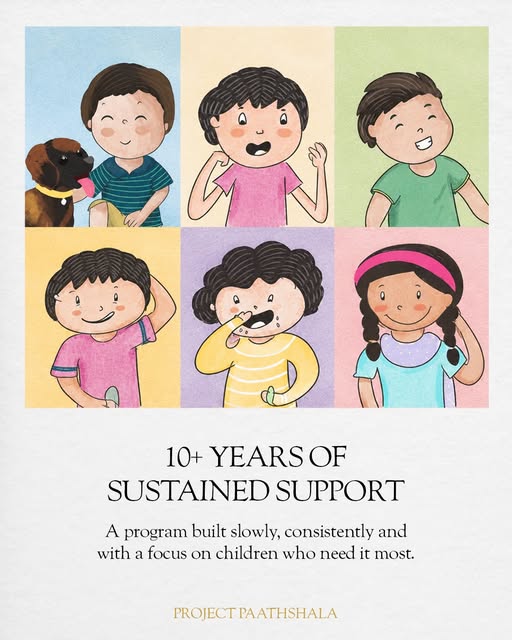 10+ YEARS OF
SUSTAINED SUPPORT
A program built slowly, consistently and
with a focus on children who need it most.
PROJECT PAATHSHALA